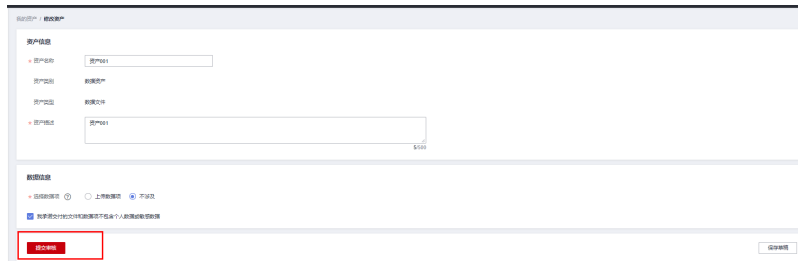 我的资产 / 修改资产
资产信息
* 资产名称 资产001
资产类别 数据资产
资产类型 数据文件
* 资产描述 资产001
5/500
数据信息
* 选择数据项 ? 上传数据项 不涉及
我承诺交付的文件和数据项不包含个人数据或敏感数据
提交审核 保存草稿